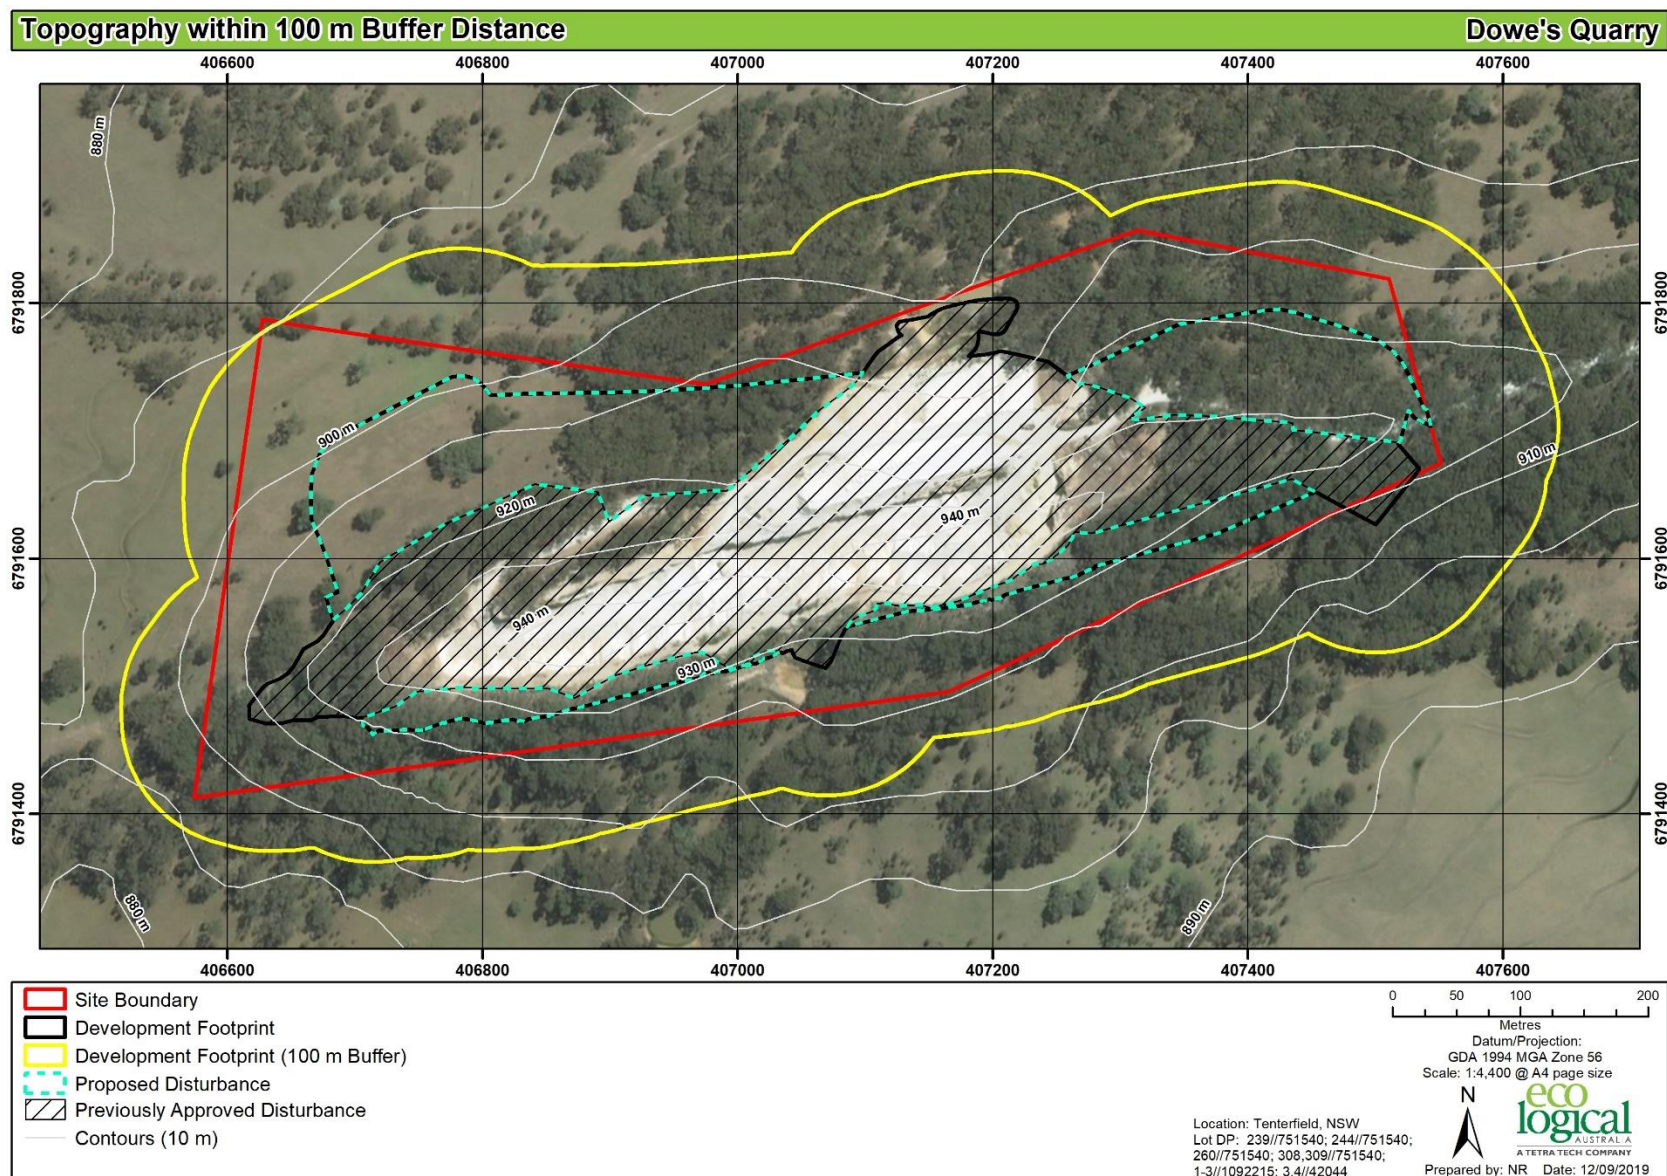 Topography within 100 m Buffer Distance
Dowe's Quarry
406600 406800 407000 407200 407400 407600
6791800 6791800
6791600 6791600
6791400 6791400
880 m
900 m
920 m
940 m
940 m
930 m
910 m
880 m
890 m
406600 406800 407000 407200 407400 407600
Site Boundary
Development Footprint
Development Footprint (100 m Buffer)
Proposed Disturbance
Previously Approved Disturbance
Contours (10 m)
0 50 100 200
Metres
Datum/Projection:
GDA 1994 MGA Zone 56
Scale: 1:4,400 @ A4 page size
N
eco
logical
AUSTRALIA
A TETRA TECH COMPANY
Location: Tenterfield, NSW
Lot DP: 239//751540; 244//751540;
260//751540; 308,309//751540;
1-3//1092215; 3,4//42044
Prepared by: NR Date: 12/09/2019